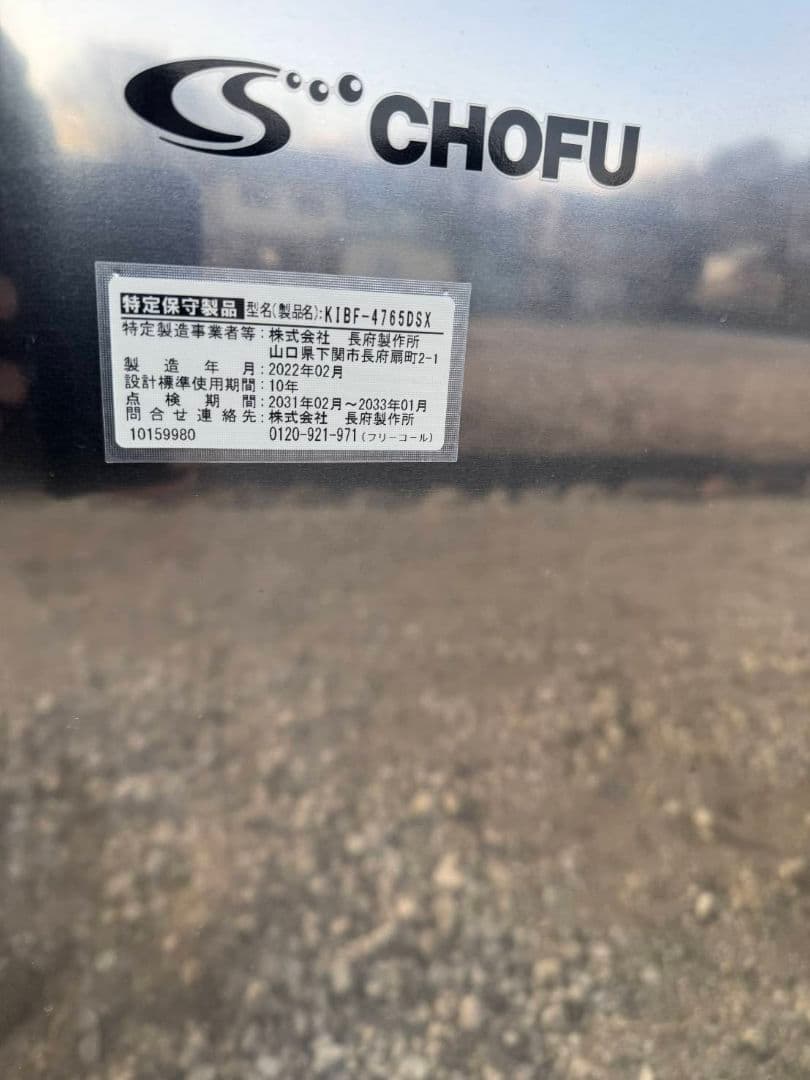 CHOFU
特定保守製品 型名(製品名):KIBF-4765DSX
特定製造事業者等:株式会社 長府製作所
山口県下関市長府扇町2-1
製造年月:2022年02月
設計標準使用期間:10年
点検期間:2031年02月~2033年01月
問合せ連絡先:株式会社 長府製作所
10159980 0120-921-971(フリーコール)